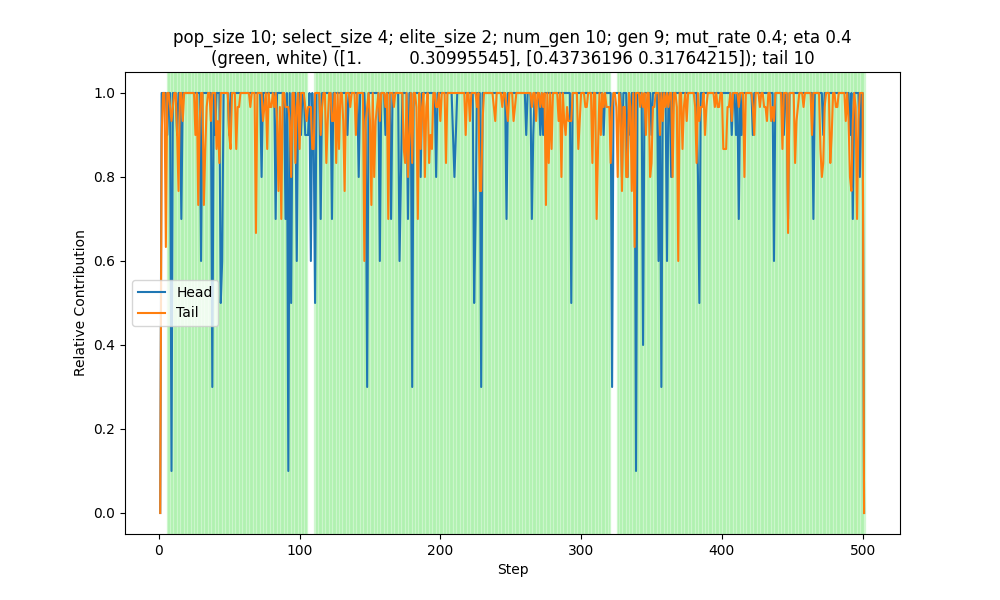 pop_size 10; select_size 4; elite_size 2; num_gen 10; gen 9; mut_rate 0.4; eta 0.4
(green, white) ([1.         0.30995545], [0.43736196 0.31764215]); tail 10
1.0
0.8
0.6
0.4
0.2
0.0
Relative Contribution
Head
Tail
0
100
200
300
400
500
Step